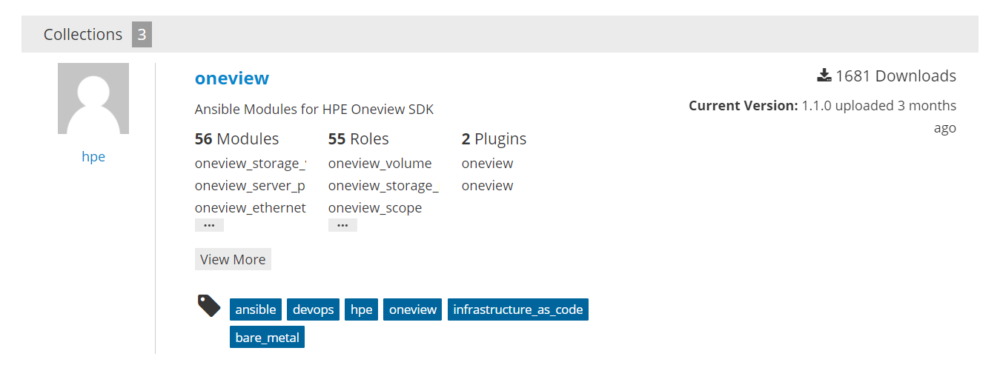 Collections 3
oneview
1681 Downloads
Ansible Modules for HPE Oneview SDK
Current Version: 1.1.0 uploaded 3 months
ago
hpe
56 Modules 55 Roles 2 Plugins
oneview_storage_ oneview_volume oneview
oneview_server_p oneview_storage_ oneview
oneview_ethernet oneview_scope
... ...
View More
ansible devops hpe oneview infrastructure_as_code
bare_metal